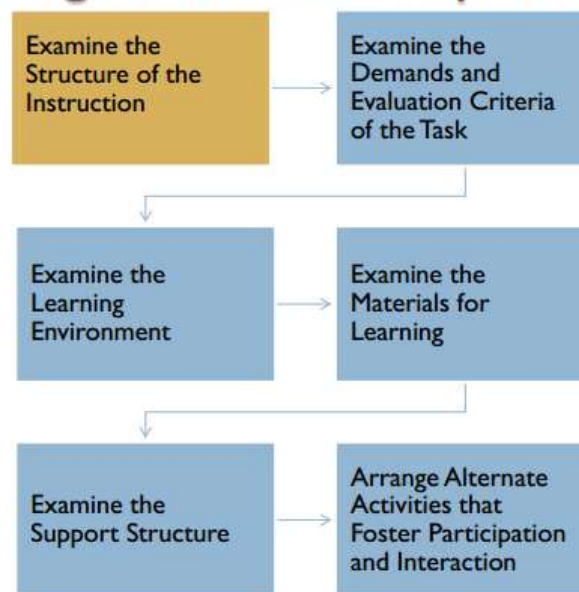 Examine the
Structure of the
Instruction
Examine the
Demands and
Evaluation Criteria
of the Task
Examine the
Learning
Environment
Examine the
Materials for
Learning
Examine the
Support Structure
Arrange Alternate
Activities that
Foster Participation
and Interaction